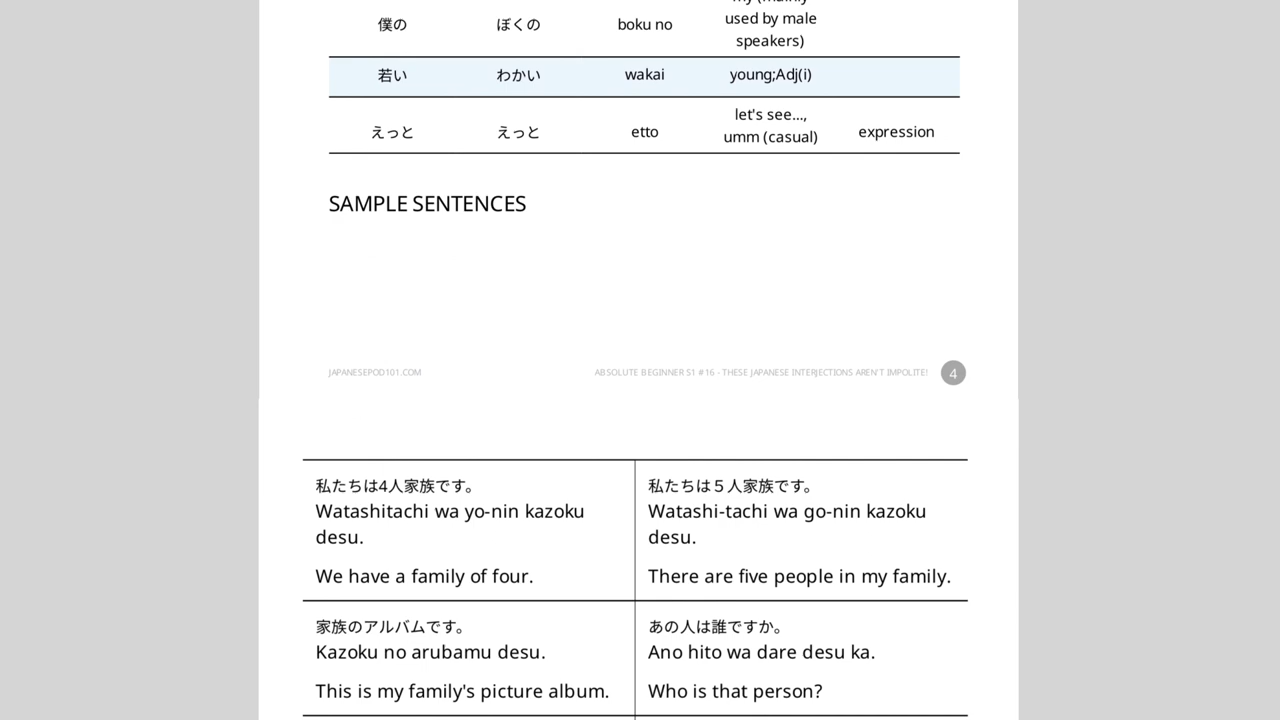 my (mainly
used by male
speakers)
僕の ぼくの boku no
若い わかい wakai young;Adj(i)
let's see...,
umm (casual)
えっと えっと etto expression
SAMPLE SENTENCES
JAPANESEPOD101.COM ABSOLUTE BEGINNER S1 #16 - THESE JAPANESE INTERJECTIONS AREN'T IMPOLITE! 4
私たちは4人家族です。
Watashitachi wa yo-nin kazoku
desu.
We have a family of four.
私たちは５人家族です。
Watashi-tachi wa go-nin kazoku
desu.
There are five people in my family.
家族のアルバムです。
Kazoku no arubamu desu.
This is my family's picture album.
あの人は誰ですか。
Ano hito wa dare desu ka.
Who is that person?